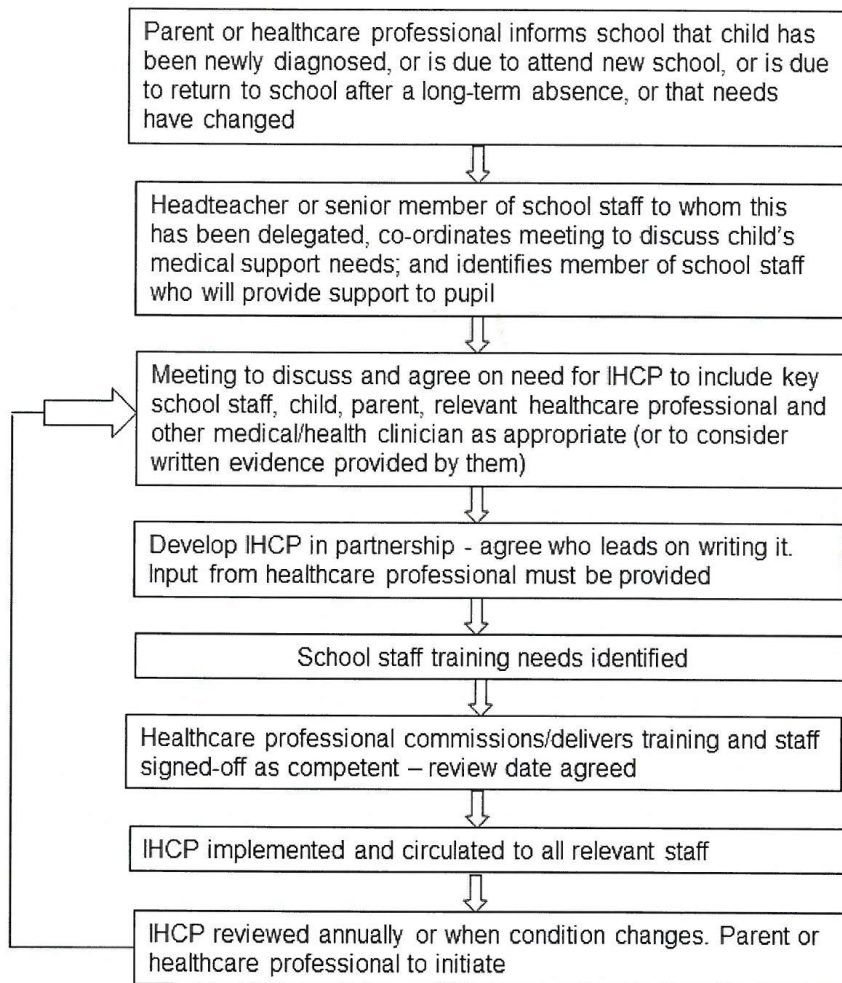 Parent or healthcare professional informs school that child has
been newly diagnosed, or is due to attend new school, or is due
to return to school after a long-term absence, or that needs
have changed
Headteacher or senior member of school staff to whom this
has been delegated, co-ordinates meeting to discuss child's
medical support needs; and identifies member of school staff
who will provide support to pupil
Meeting to discuss and agree on need for IHCP to include key
school staff, child, parent, relevant healthcare professional and
other medical/health clinician as appropriate (or to consider
written evidence provided by them)
Develop IHCP in partnership - agree who leads on writing it.
Input from healthcare professional must be provided
School staff training needs identified
Healthcare professional commissions/delivers training and staff
signed-off as competent – review date agreed
IHCP implemented and circulated to all relevant staff
IHCP reviewed annually or when condition changes. Parent or
healthcare professional to initiate